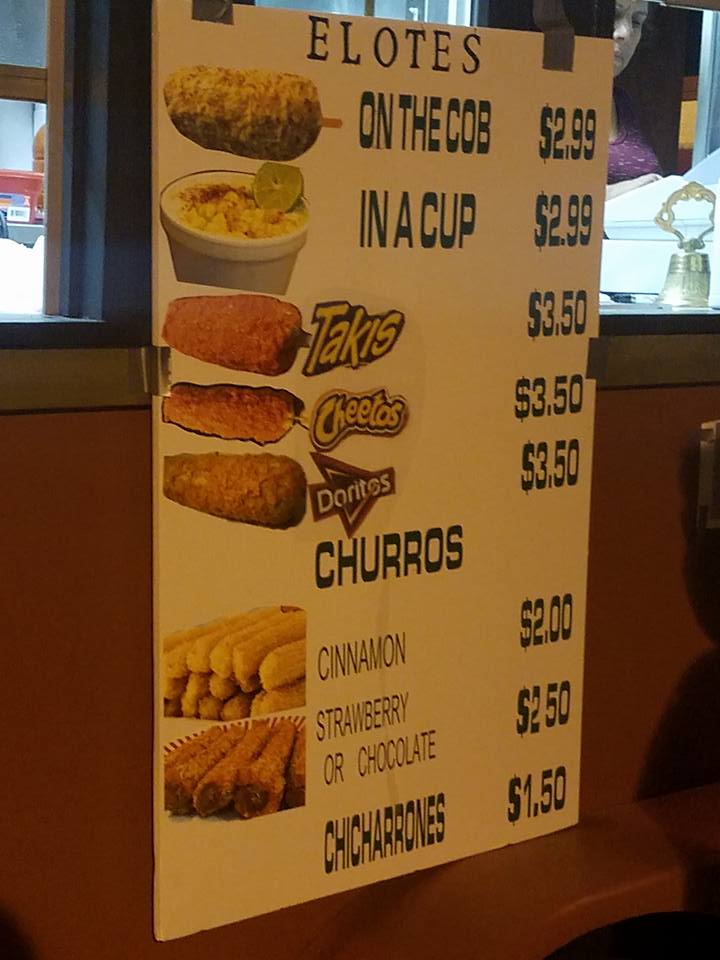 ELOTES
ON THE COB $2.99
IN A CUP $2.99
Takis $3.50
Cheetos $3.50
Doritos $3.50
CHURROS
CINNAMON $2.00
STRAWBERRY $2 50
OR CHOCOLATE
CHICHARRONES $1.50